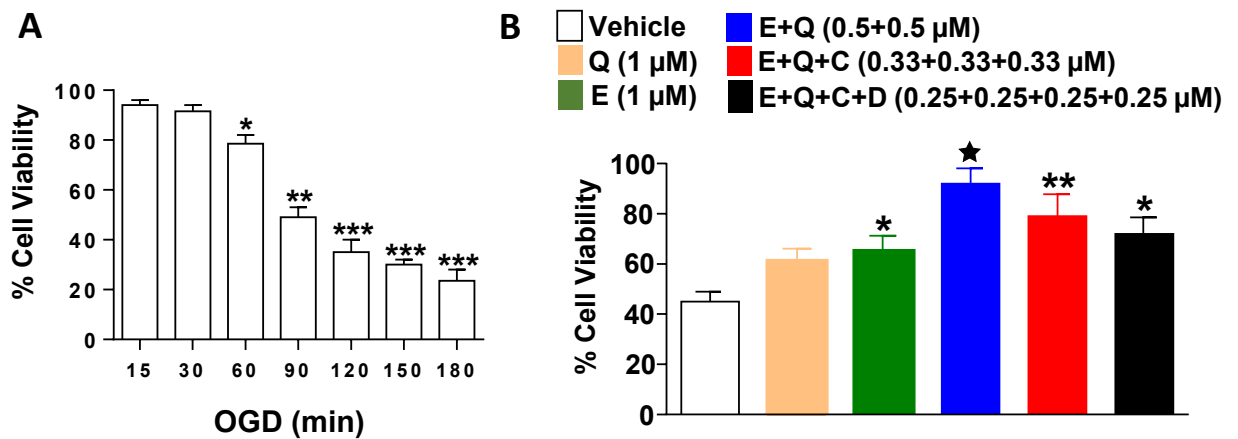 A
% Cell Viability
100
80
60
40
20
0
*
**
***
***
***
15 30 60 90 120 150 180
OGD (min)
B
Vehicle
Q (1 µM)
E (1 µM)
E+Q (0.5+0.5 µM)
E+Q+C (0.33+0.33+0.33 µM)
E+Q+C+D (0.25+0.25+0.25+0.25 µM)
% Cell Viability
100
80
60
40
20
0
*
★
**
*